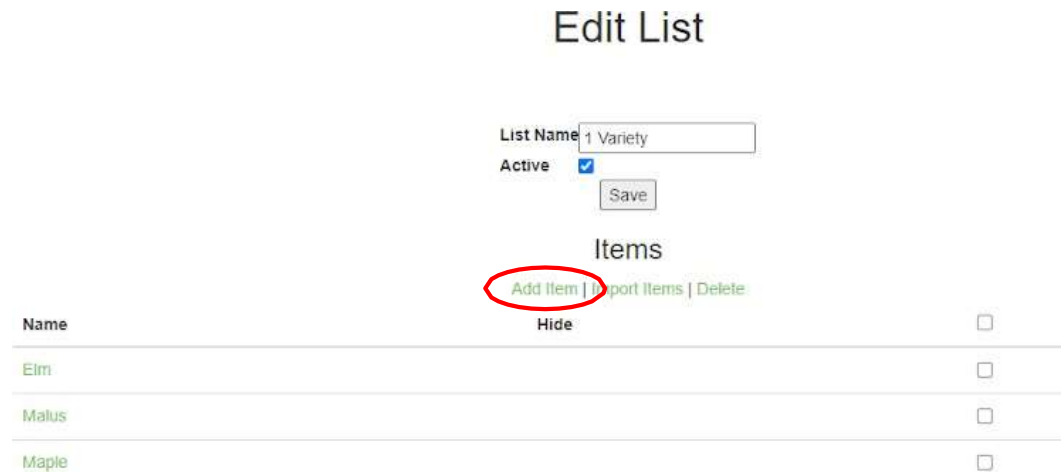 Edit List
List Name 1 Variety
Active
Save
Items
Add Item | Import Items | Delete
Name Hide
Elm
Malus
Maple